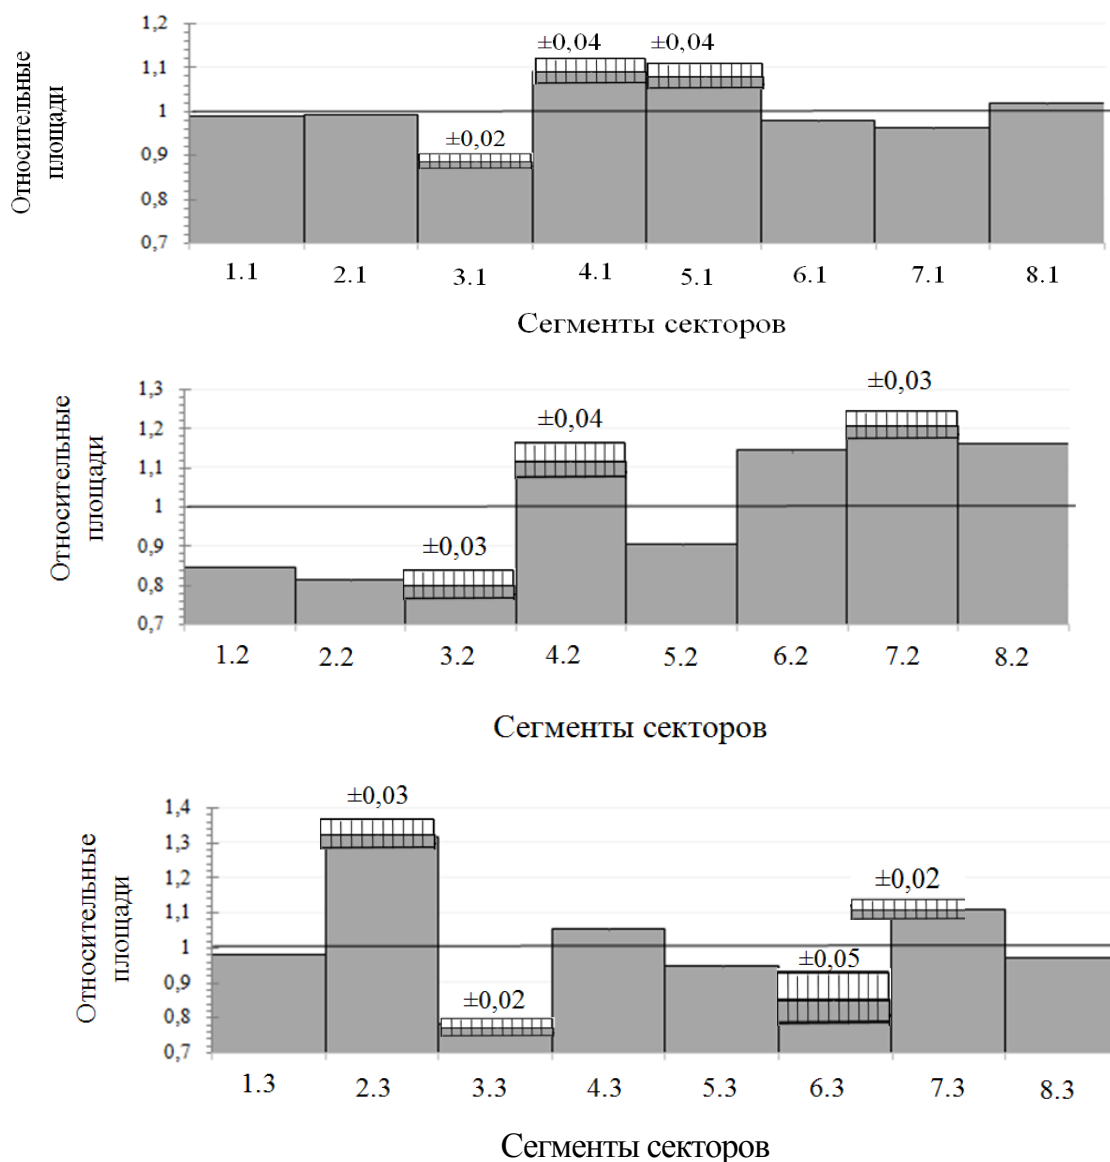 Относительные
площади
1,2
1,1
1
0,9
0,8
0,7
±0,04
±0,04
±0,02
1.1 2.1 3.1 4.1 5.1 6.1 7.1 8.1
Сегменты секторов
Относительные
площади
1,3
1,2
1,1
1
0,9
0,8
0,7
±0,03
±0,04
±0,03
1.2 2.2 3.2 4.2 5.2 6.2 7.2 8.2
Сегменты секторов
Относительные
площади
1,4
1,3
1,2
1,1
1
0,9
0,8
0,7
±0,03
±0,02
±0,05
±0,02
1.3 2.3 3.3 4.3 5.3 6.3 7.3 8.3
Сегменты секторов